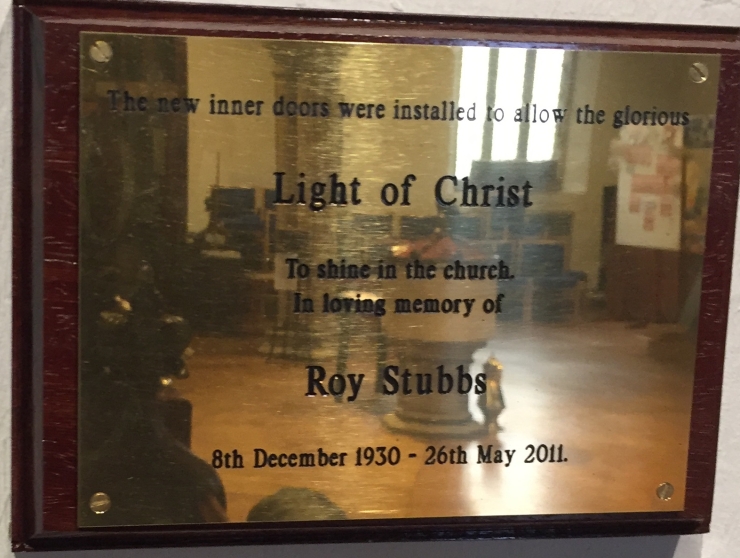 The new inner doors were installed to allow the glorious
Light of Christ
To shine in the church.
In loving memory of
Roy Stubbs
8th December 1930 - 26th May 2011.